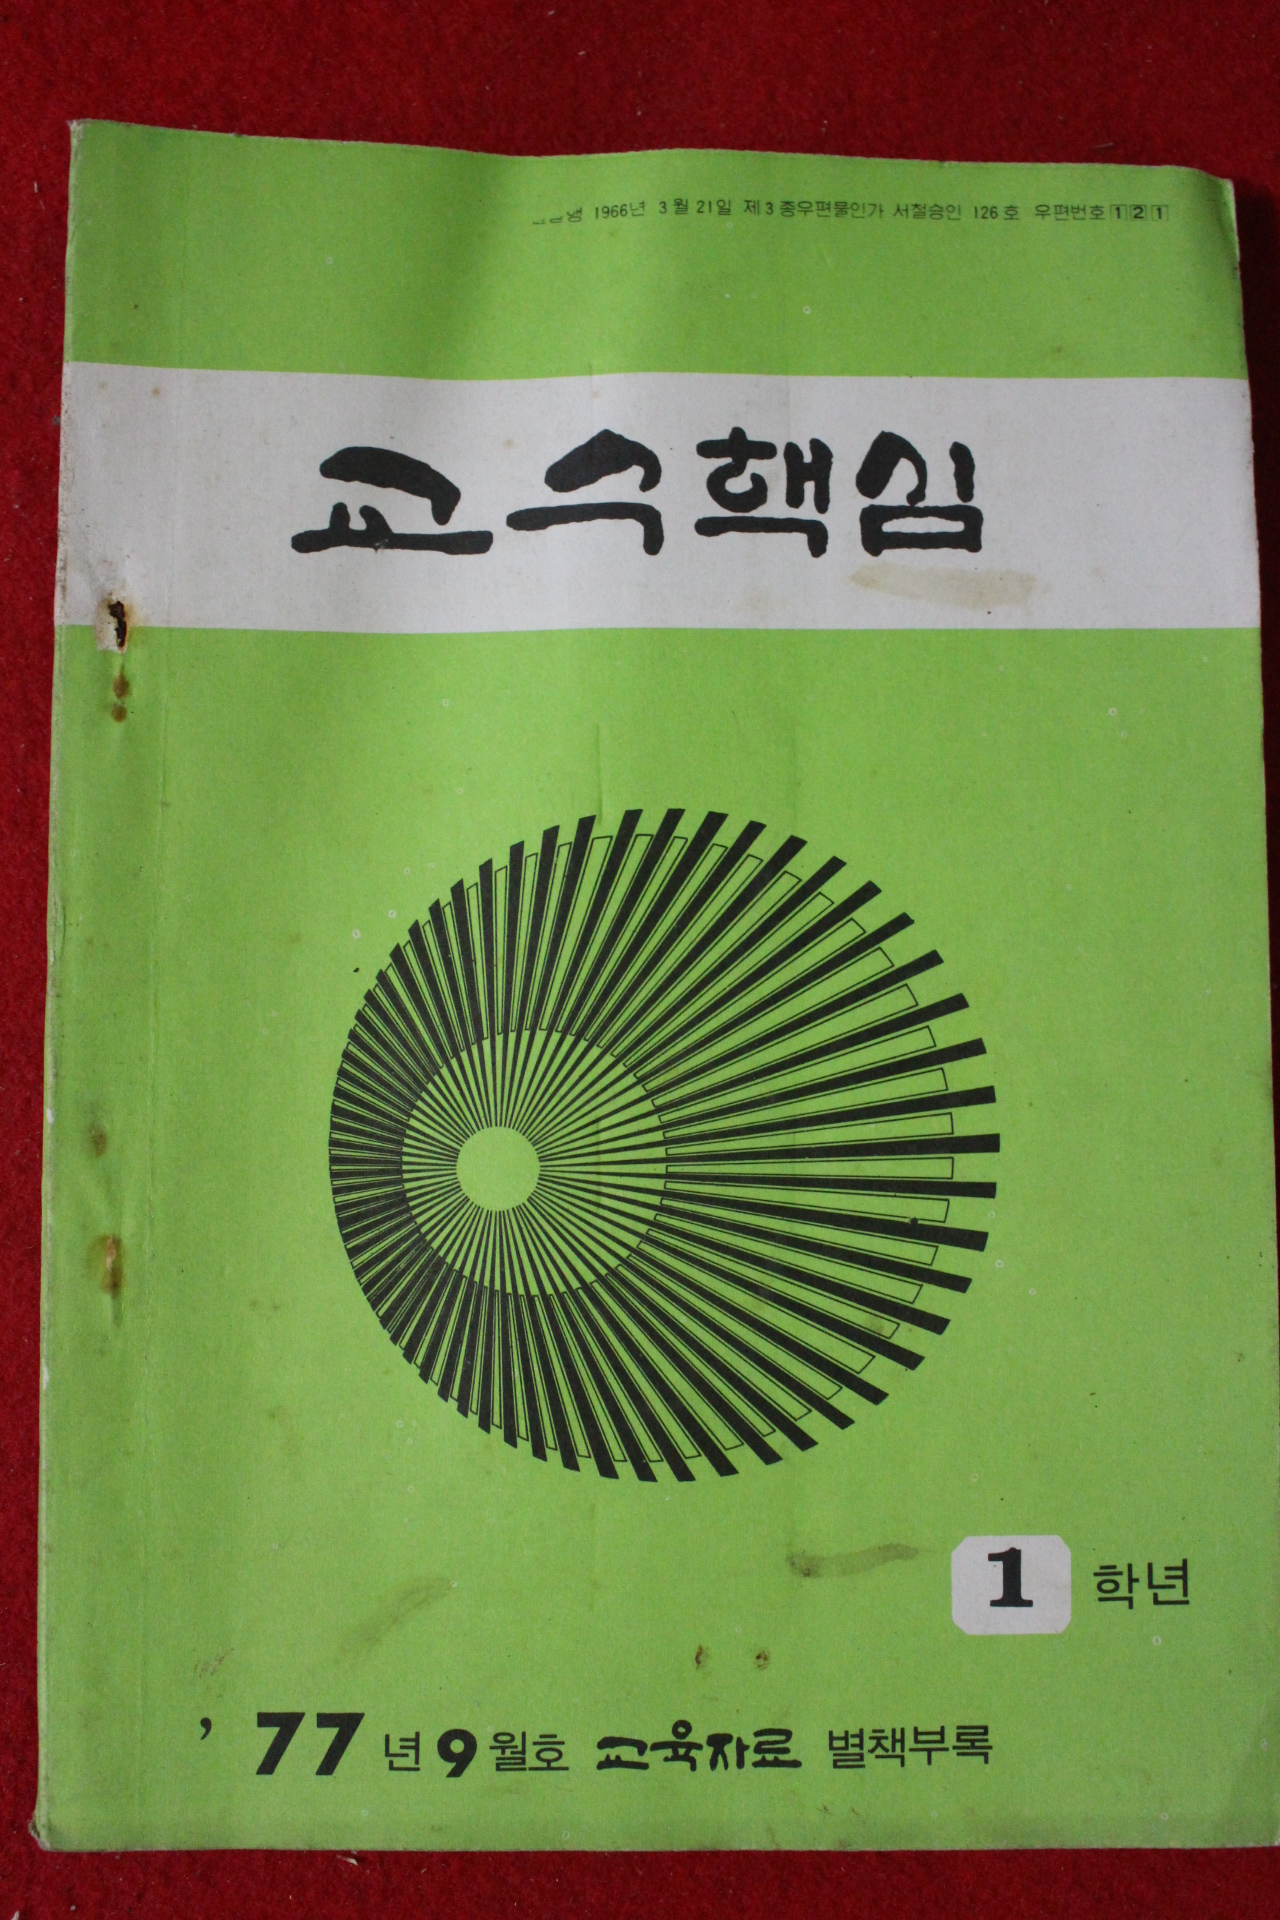 1966년 3월 21일 제3종우편물인가 서철승인 126호 우편번호 121
교수핵심
1 학년
'77년 9월호 교육자료 별책부록